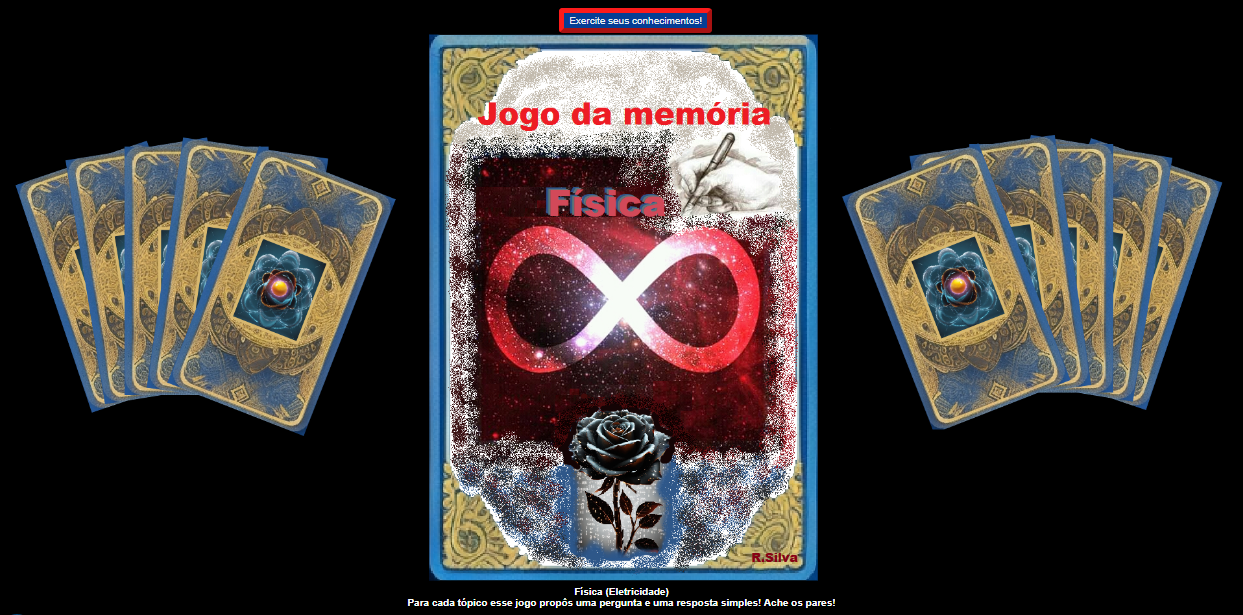 Exercite seus conhecimentos!
Jogo da memória
Física
R.Silva
Física (Eletricidade)
Para cada tópico esse jogo propôs uma pergunta e uma resposta simples! Ache os pares!